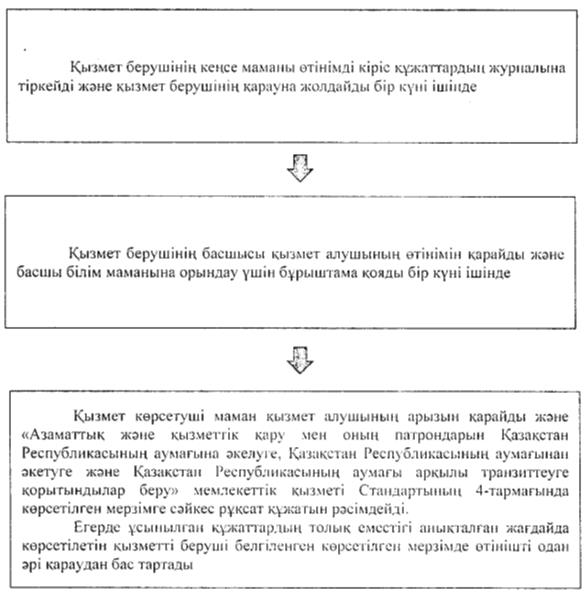 Қызмет берушінің кеңсе маманы өтінімді кіріс құжаттардың журналына
тіркейді және қызмет берушінің қарауна жолдайды бір күні ішінде
Қызмет берушінің басшысы қызмет алушының өтінімін қарайды және
басшы білім маманына орындау үшін бұрыштама қояды бір күні ішінде
Қызмет көрсетуші маман қызмет алушының арызын қарайды және
«Азаматтық және қызметтік қару мен оның патрондарын Қазақстан
Республикасының аумағына әкелуге, Қазақстан Республикасының аумағынан
әкетуге және Қазақстан Республикасының аумағы арқылы транзиттеуге
қорытындылар беру» мемлекеттік қызметі Стандартының 4-тармағында
көрсетілген мерзімге сәйкес рұқсат құжатын рәсімдейді.
Егерде ұсынылған құжаттардың толық еместігі анықталған жағдайда
көрсетілетін қызметті беруші белгіленген көрсетілген мерзімде өтінішті одан
әрі қараудан бас тартады